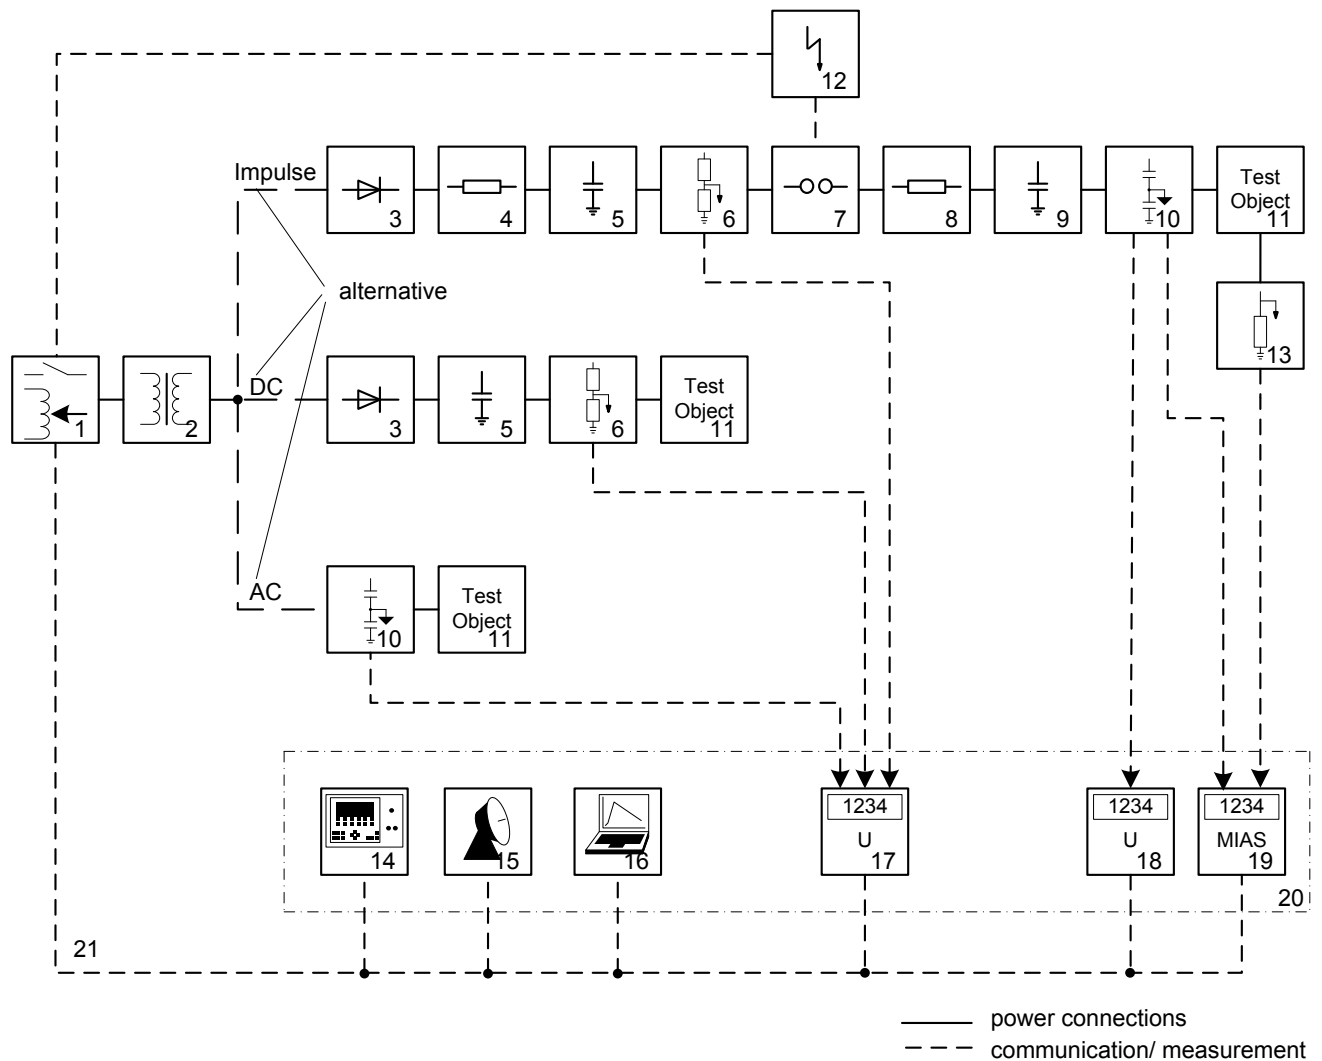 12
Impulse
3
4
5
6
7
8
9
10
Test
Object
11
alternative
13
1
2
DC
3
5
6
Test
Object
11
AC
10
Test
Object
11
14
15
16
1234
U
17
1234
U
18
1234
MIAS
19
20
21
power connections
communication/ measurement